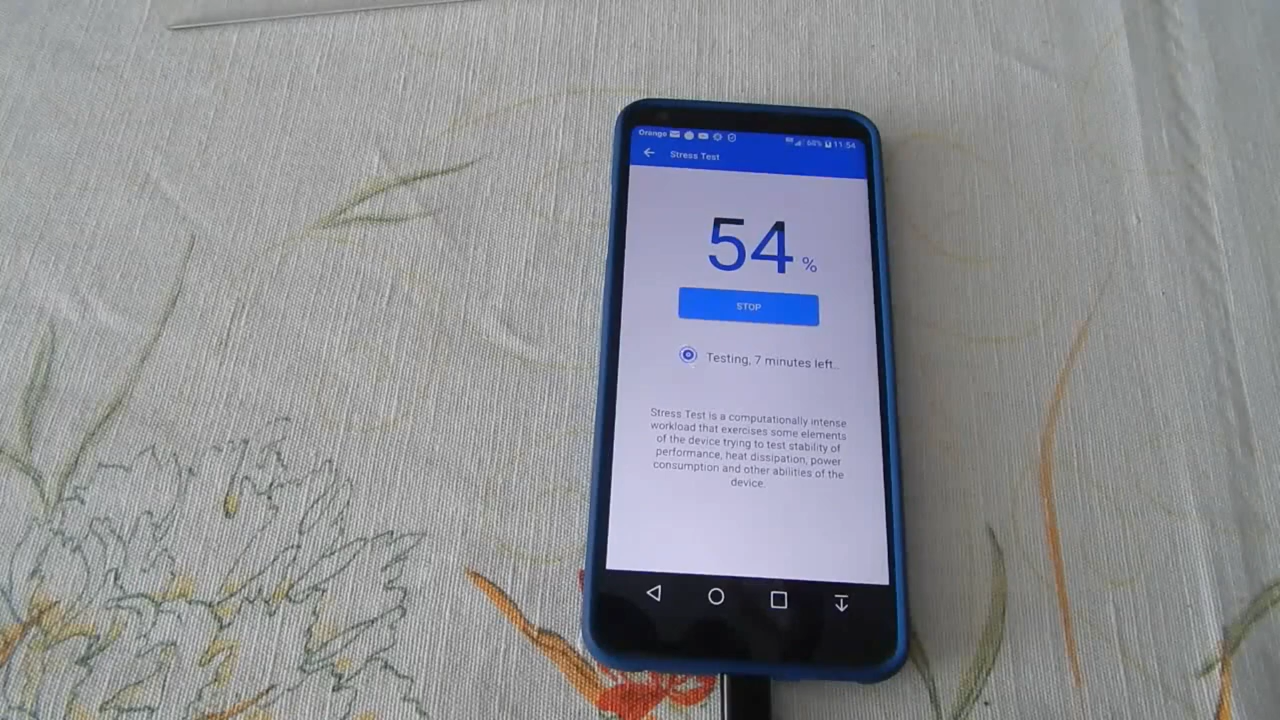 Orange 68% 11:54
Stress Test
54 %
STOP
Testing, 7 minutes left..
Stress Test is a computationally intense
workload that exercises some elements
of the device trying to test stability of
performance, heat dissipation, power
consumption and other abilities of the
device.